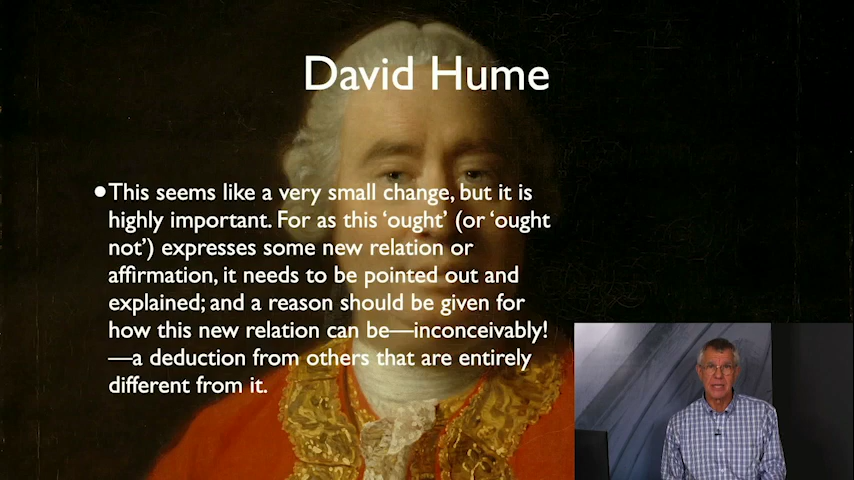 David Hume
•This seems like a very small change, but it is
highly important. For as this ‘ought’ (or ‘ought
not’) expresses some new relation or
affirmation, it needs to be pointed out and
explained; and a reason should be given for
how this new relation can be—inconceivably!
—a deduction from others that are entirely
different from it.